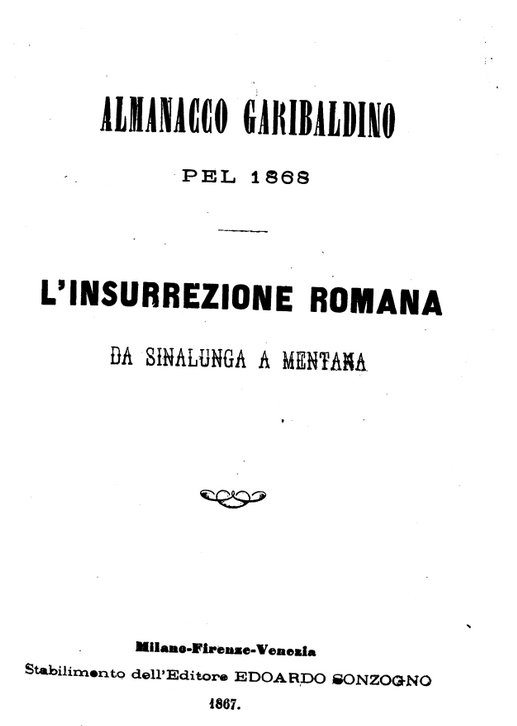 ALMANACCO GARIBALDINO
PEL 1868
L'INSURREZIONE ROMANA
DA SINALUNGA A MENTANA
Milano-Firenze-Venezia
Stabilimento dell'Editore EDOARDO SONZOGNO
1867.